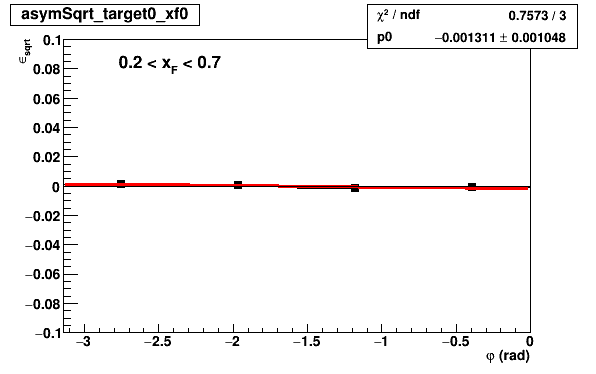 asymSqrt_target0_xf0
χ² / ndf 0.7573 / 3
p0 −0.001311 ± 0.001048
ε_sqrt
0.2 < x_F < 0.7
0.1
0.08
0.06
0.04
0.02
0
−0.02
−0.04
−0.06
−0.08
−0.1
−3 −2.5 −2 −1.5 −1 −0.5 0
φ (rad)